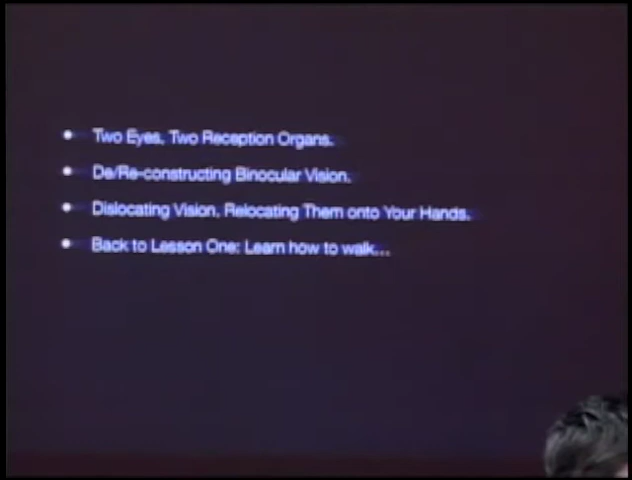 • Two Eyes, Two Reception Organs.
• De/Re-constructing Binocular Vision.
• Dislocating Vision, Relocating Them onto Your Hands.
• Back to Lesson One: Learn how to walk...